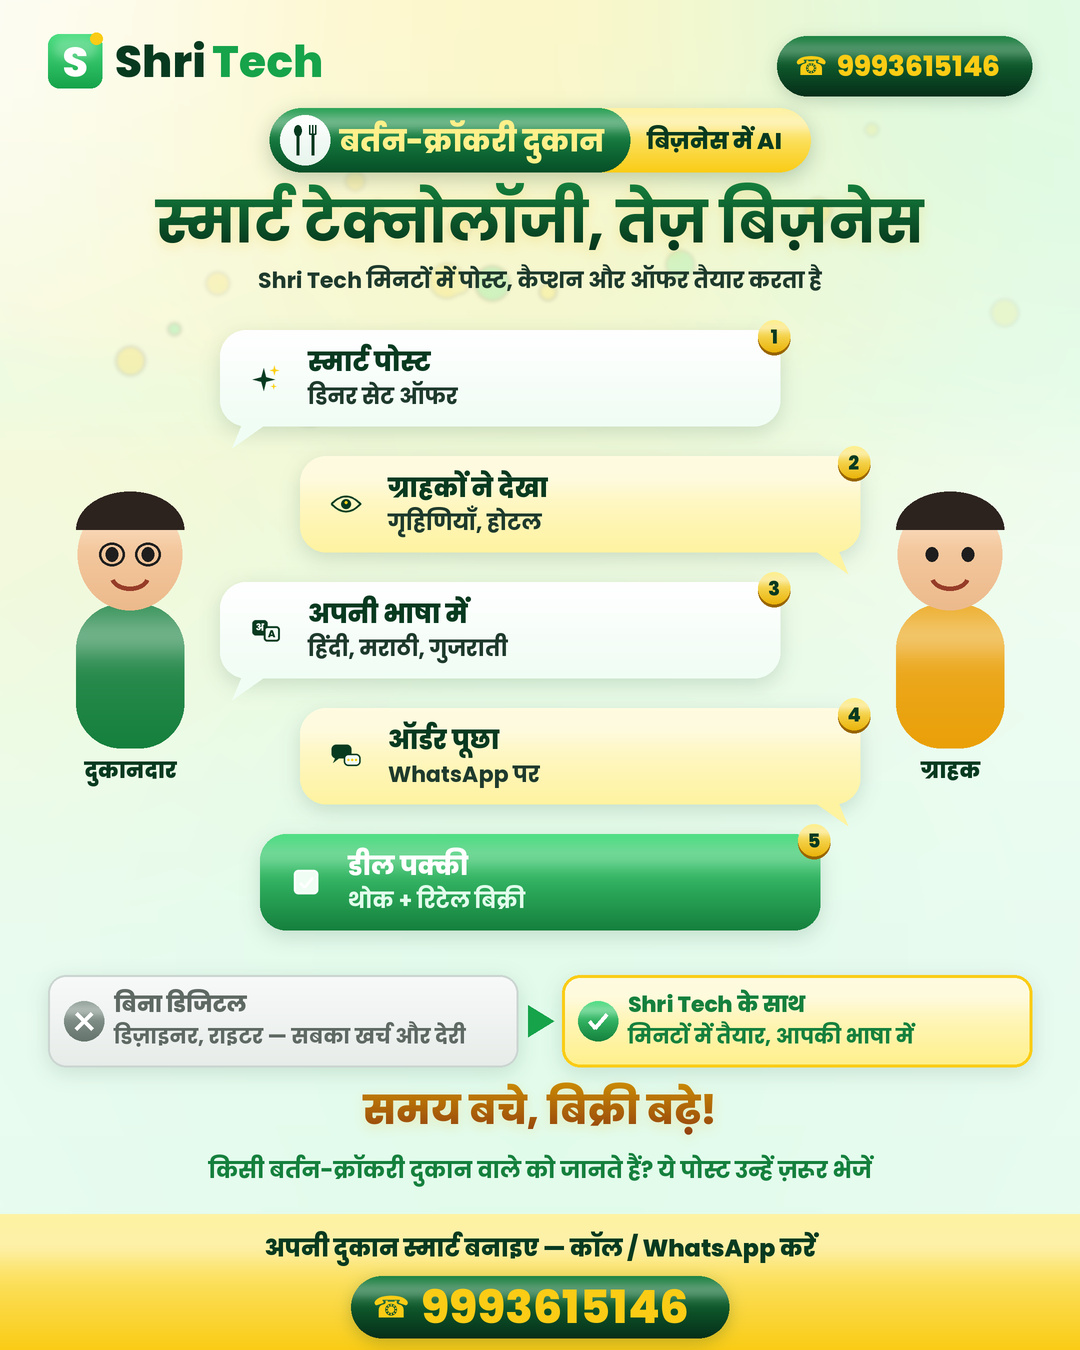 S Shri Tech
☎ 9993615146
बर्तन-क्रॉकरी दुकान
बिज़नेस में AI
स्मार्ट टेक्नोलॉजी, तेज़ बिज़नेस
Shri Tech मिनटों में पोस्ट, कैप्शन और ऑफर तैयार करता है
1
स्मार्ट पोस्ट
डिनर सेट ऑफर
2
ग्राहकों ने देखा
गृहिणियाँ, होटल
3
अपनी भाषा में
हिंदी, मराठी, गुजराती
4
ऑर्डर पूछा
WhatsApp पर
दुकानदार
ग्राहक
5
डील पक्की
थोक + रिटेल बिक्री
बिना डिजिटल
डिज़ाइनर, राइटर — सबका खर्च और देरी
Shri Tech के साथ
मिनटों में तैयार, आपकी भाषा में
समय बचे, बिक्री बढ़े!
किसी बर्तन-क्रॉकरी दुकान वाले को जानते हैं? ये पोस्ट उन्हें ज़रूर भेजें
अपनी दुकान स्मार्ट बनाइए — कॉल / WhatsApp करें
☎ 9993615146